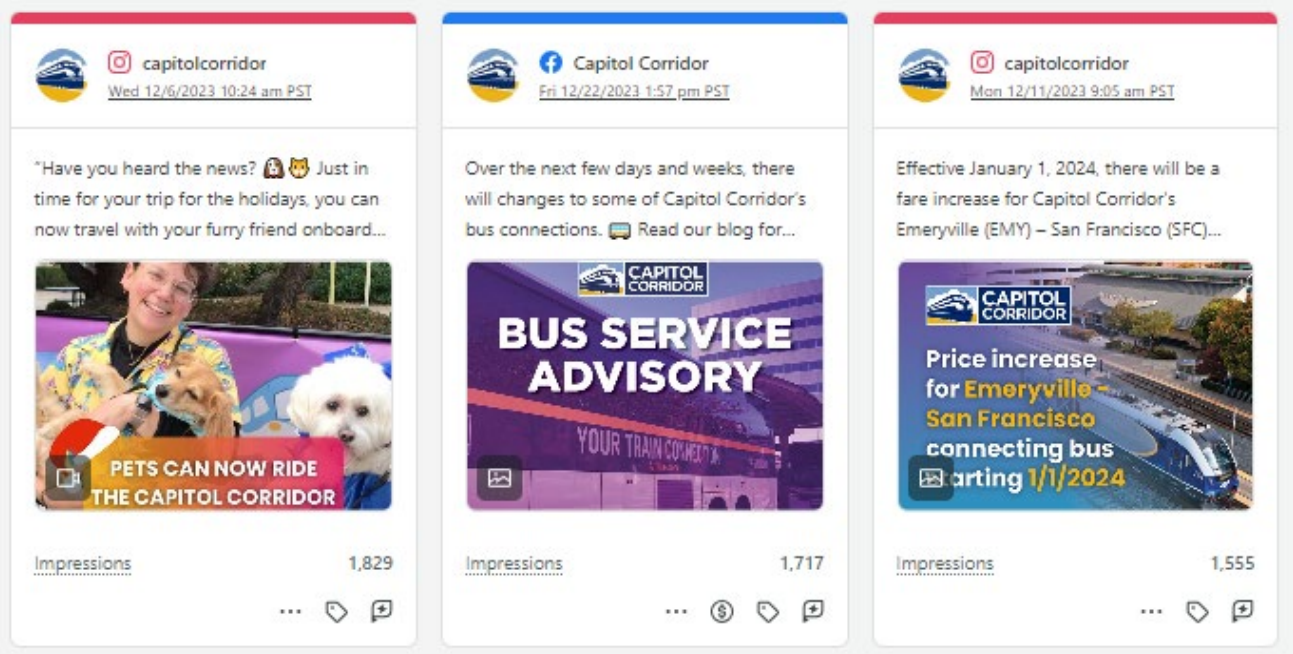 capitolcorridor
Wed 12/6/2023 10:24 am PST
"Have you heard the news? 🐶🐱 Just in
time for your trip for the holidays, you can
now travel with your furry friend onboard...
PETS CAN NOW RIDE
THE CAPITOL CORRIDOR
Impressions 1,829
Capitol Corridor
Fri 12/22/2023 1:57 pm PST
Over the next few days and weeks, there
will changes to some of Capitol Corridor's
bus connections. 🚍 Read our blog for...
CAPITOL
CORRIDOR
BUS SERVICE
ADVISORY
YOUR TRAIN CONNECTION
Impressions 1,717
capitolcorridor
Mon 12/11/2023 9:05 am PST
Effective January 1, 2024, there will be a
fare increase for Capitol Corridor's
Emeryville (EMY) – San Francisco (SFC)...
CAPITOL
CORRIDOR
Price increase
for Emeryville -
San Francisco
connecting bus
starting 1/1/2024
Impressions 1,555